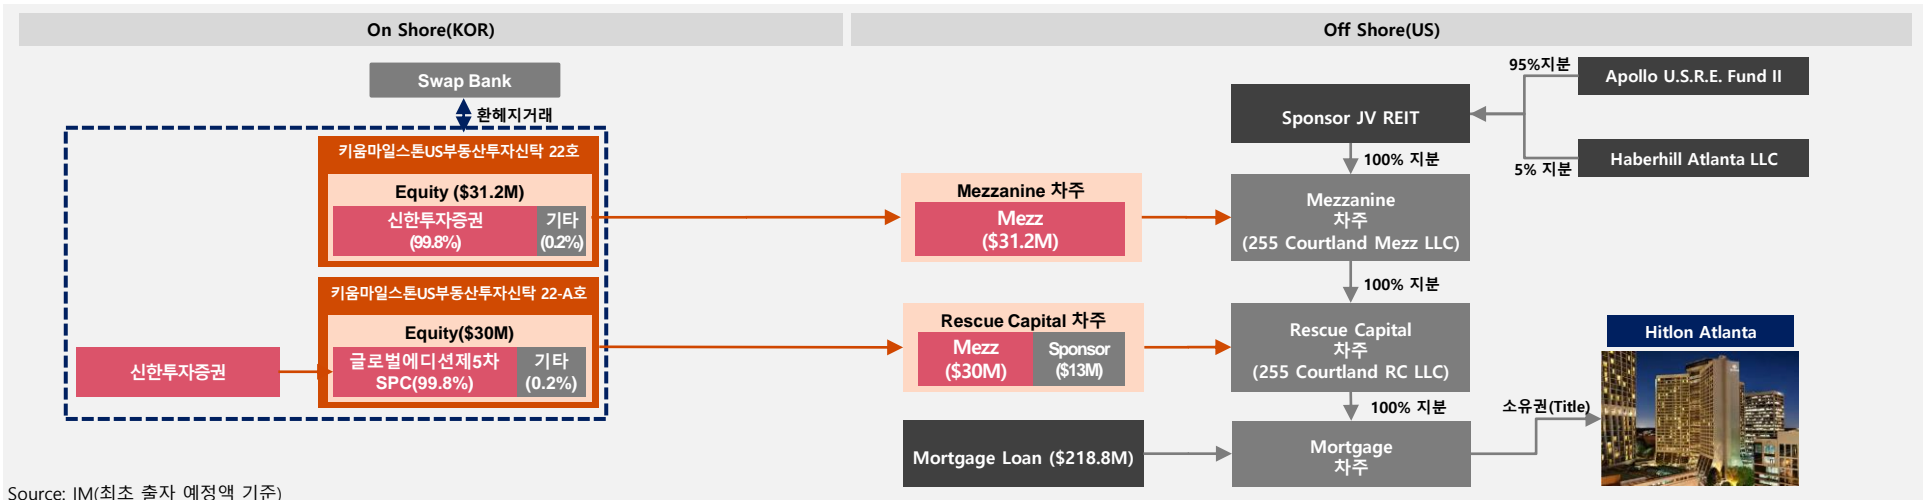 On Shore(KOR)
Off Shore(US)
Swap Bank
환헤지거래
키움마일스톤US부동산투자신탁 22호
Equity ($31.2M)
신한투자증권
(99.8%)
기타
(0.2%)
키움마일스톤US부동산투자신탁 22-A호
Equity($30M)
신한투자증권
글로벌에디션제5차
SPC(99.8%)
기타
(0.2%)
Mezzanine 차주
Mezz
($31.2M)
Rescue Capital 차주
Mezz
($30M)
Sponsor
($13M)
Mortgage Loan ($218.8M)
Sponsor JV REIT
95%지분
Apollo U.S.R.E. Fund II
5% 지분
Haberhill Atlanta LLC
100% 지분
Mezzanine
차주
(255 Courtland Mezz LLC)
100% 지분
Rescue Capital
차주
(255 Courtland RC LLC)
100% 지분
Mortgage
차주
소유권(Title)
Hitlon Atlanta
Source: IM(최초 출자 예정액 기준)